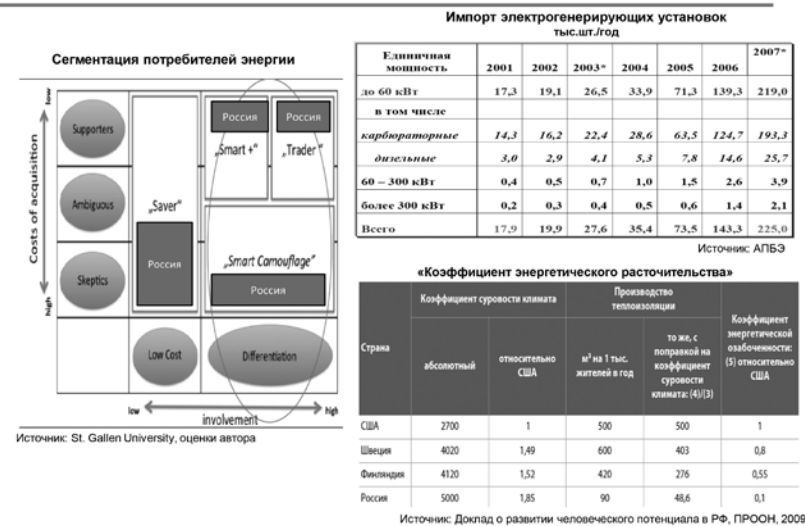 Сегментация потребителей энергии
Costs of acquisition
low
high
Supporters
Ambiguous
Skeptics
Россия
Россия
„Smart +"
„Trader "
„Saver"
Россия
„Smart Camouflage"
Россия
Low Cost
Differentiation
low
high
involvement
Источник: St. Gallen University, оценки автора
Импорт электрогенерирующих установок
тыс.шт./год
Единичная мощность 2001 2002 2003* 2004 2005 2006 2007*
до 60 кВт 17,3 19,1 26,5 33,9 71,3 139,3 219,0
в том числе
карбюраторные 14,3 16,2 22,4 28,6 63,5 124,7 193,3
дизельные 3,0 2,9 4,1 5,3 7,8 14,6 25,7
60 – 300 кВт 0,4 0,5 0,7 1,0 1,5 2,6 3,9
более 300 кВт 0,2 0,3 0,4 0,5 0,6 1,4 2,1
Всего 17,9 19,9 27,6 35,4 73,5 143,3 225,0
Источник: АПБЭ
«Коэффициент энергетического расточительства»
Страна
Коэффициент суровости климата
абсолютный
относительно
США
Производство
теплоизоляции
м³ на 1 тыс.
жителей в год
то же, с
поправкой на
коэффициент
суровости
климата: (4)/(3)
Коэффициент
энергетической
озабоченности:
(5) относительно
США
США 2700 1 500 500 1
Швеция 4020 1,49 600 403 0,8
Финляндия 4120 1,52 420 276 0,55
Россия 5000 1,85 90 48,6 0,1
Источник: Доклад о развитии человеческого потенциала в РФ, ПРООН, 2009